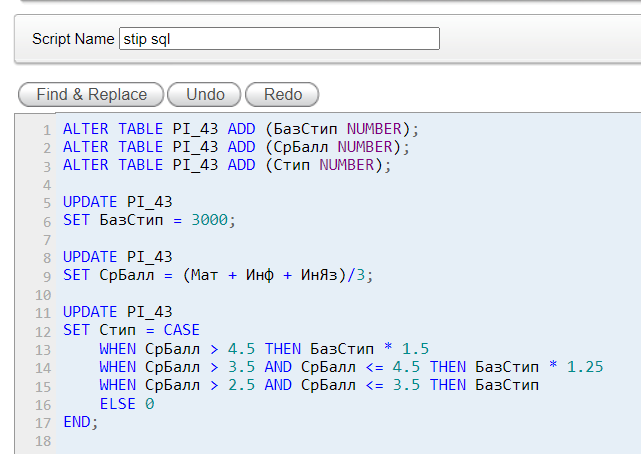 Script Name stip sql
Find & Replace Undo Redo
1 ALTER TABLE PI_43 ADD (БазСтип NUMBER);
2 ALTER TABLE PI_43 ADD (СрБалл NUMBER);
3 ALTER TABLE PI_43 ADD (Стип NUMBER);
4
5 UPDATE PI_43
6 SET БазСтип = 3000;
7
8 UPDATE PI_43
9 SET СрБалл = (Мат + Инф + ИнЯз)/3;
10
11 UPDATE PI_43
12 SET Стип = CASE
13     WHEN СрБалл > 4.5 THEN БазСтип * 1.5
14     WHEN СрБалл > 3.5 AND СрБалл <= 4.5 THEN БазСтип * 1.25
15     WHEN СрБалл > 2.5 AND СрБалл <= 3.5 THEN БазСтип
16     ELSE 0
17 END;
18